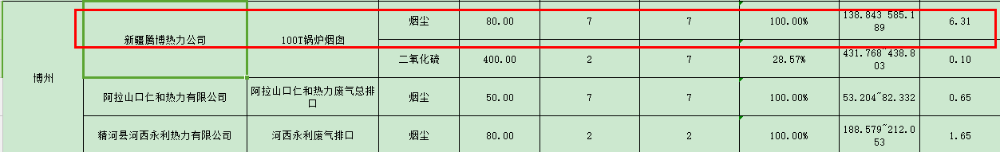 烟尘 80.00 7 7 100.00% 138.843 585.1
89 6.31
新疆腾博热力公司 100T锅炉烟囱
二氧化硫 400.00 2 7 28.57% 431.768~438.8
03 0.10
博州
阿拉山口仁和热力有限公司 阿拉山口仁和热力废气总排
口 烟尘 50.00 7 7 100.00% 53.204~82.332 0.65
精河县河西永利热力有限公司 河西永利废气排口 烟尘 80.00 2 2 100.00% 188.579~212.0
53 1.65